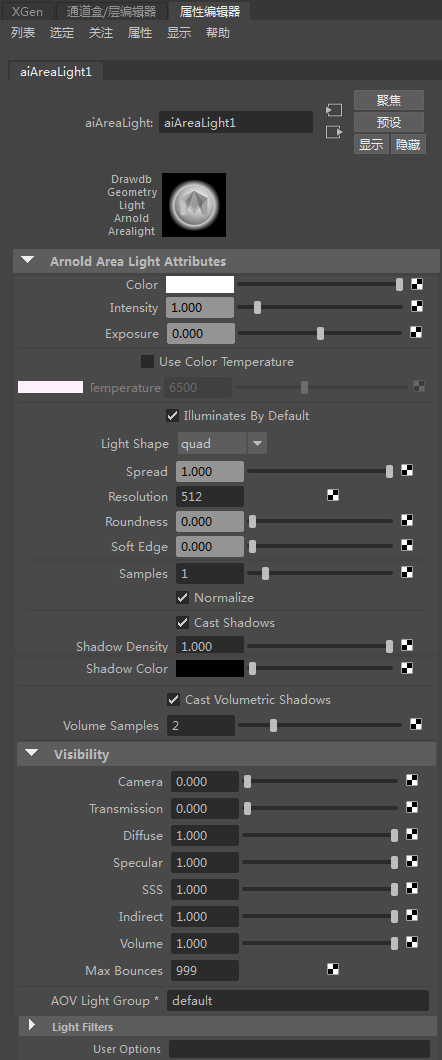 XGen 通道盒/层编辑器 属性编辑器
列表 选定 关注 属性 显示 帮助
aiAreaLight1
aiAreaLight: aiAreaLight1
聚焦
预设
显示 隐藏
Drawdb
Geometry
Light
Arnold
Arealight
Arnold Area Light Attributes
Color
Intensity 1.000
Exposure 0.000
Use Color Temperature
Temperature 6500
Illuminates By Default
Light Shape quad
Spread 1.000
Resolution 512
Roundness 0.000
Soft Edge 0.000
Samples 1
Normalize
Cast Shadows
Shadow Density 1.000
Shadow Color
Cast Volumetric Shadows
Volume Samples 2
Visibility
Camera 0.000
Transmission 0.000
Diffuse 1.000
Specular 1.000
SSS 1.000
Indirect 1.000
Volume 1.000
Max Bounces 999
AOV Light Group * default
Light Filters
User Options